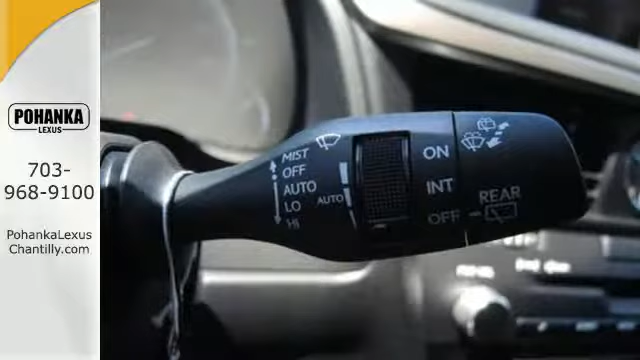 POHANKA
LEXUS
703-
968-9100
PohankaLexus
Chantilly.com
MIST
OFF
AUTO
LO
HI
AUTO
ON
INT
OFF
REAR